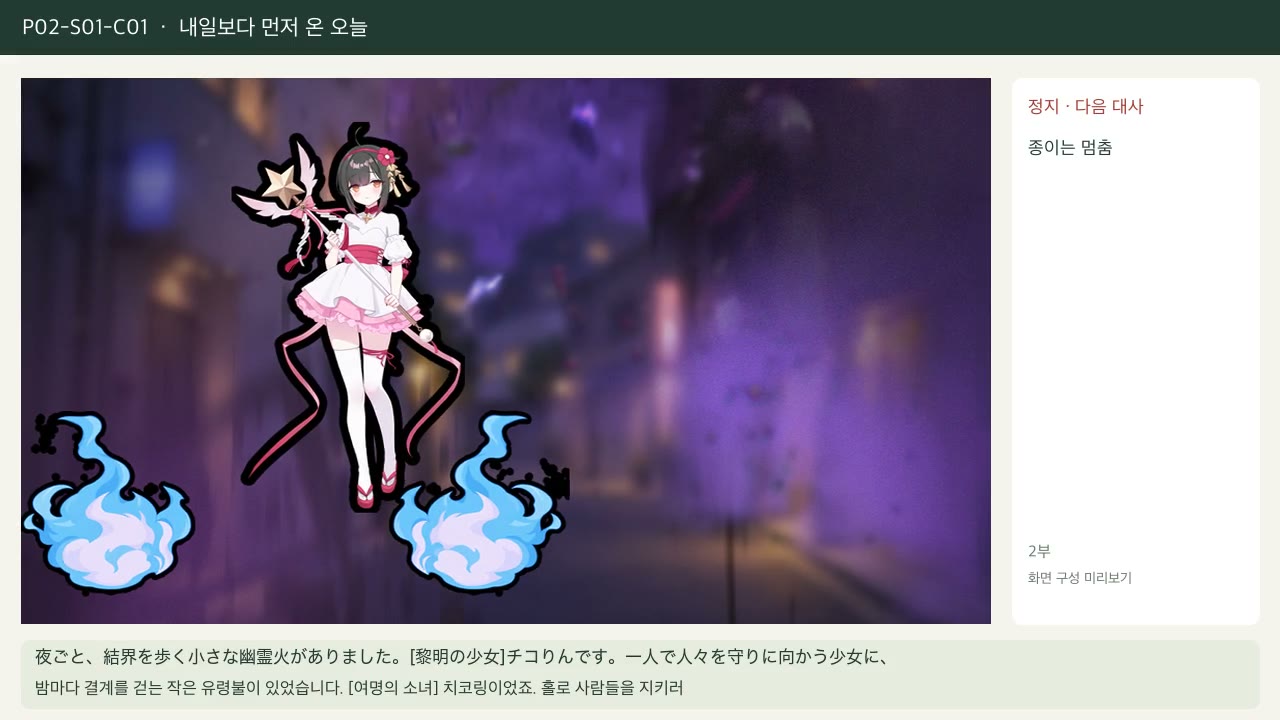 P02-S01-C01 · 내일보다 먼저 온 오늘
정지 · 다음 대사
종이는 멈춤
2부
화면 구성 미리보기
夜ごと、結界を歩く小さな幽霊火がありました。[黎明の少女]チコりんです。一人で人々を守りに向かう少女に、
밤마다 결계를 걷는 작은 유령불이 있었습니다. [여명의 소녀] 치코링이었죠. 홀로 사람들을 지키러